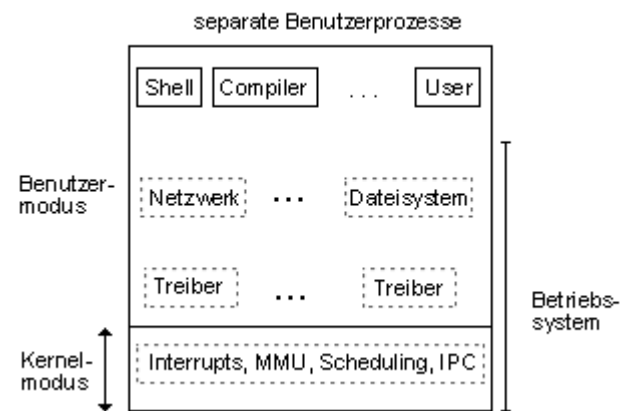 separate Benutzerprozesse
Shell Compiler . . . User
Benutzer-
modus
Netzwerk ... Dateisystem
Treiber ... Treiber
Betriebs-
system
Kernel-
modus
Interrupts, MMU, Scheduling, IPC